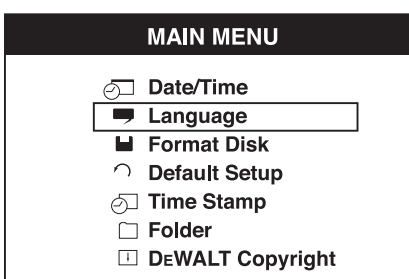 MAIN MENU
Date/Time
Language
Format Disk
Default Setup
Time Stamp
Folder
DEWALT Copyright